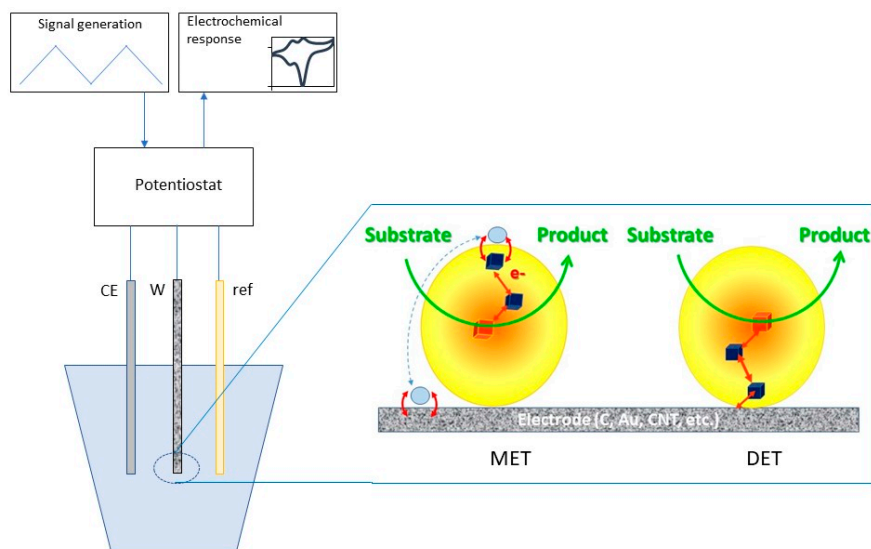 Signal generation
Electrochemical
response
Potentiostat
CE
W
ref
Substrate
Product
Substrate
Product
e-
Electrode (C, Au, CNT, etc.)
MET
DET